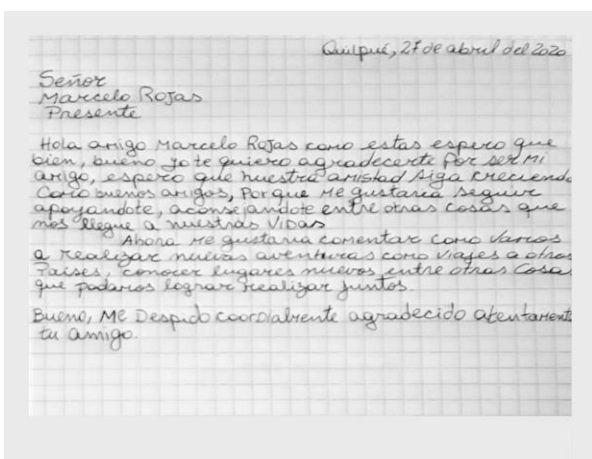 Quilpué, 27 de abril del 2020
Señor
Marcelo Rojas
Presente
Hola amigo Marcelo Rojas como estas espero que
bien, bueno yo te quiero agradecerte por ser mi
amigo, espero que nuestra amistad siga creciendo
como buenos amigos, porque me gustaria seguir
apoyandote, aconsejandote entre otras cosas que
nos llegue a nuestras vidas
Ahora me gustaria comentar como vamos
a realizar nuevas aventuras como viajes a otros
Paises, conocer lugares nuevos entre otras cosas
que podamos lograr realizar juntos.
Bueno, me Despido coordialmente agradecido atentamente
tu amigo.